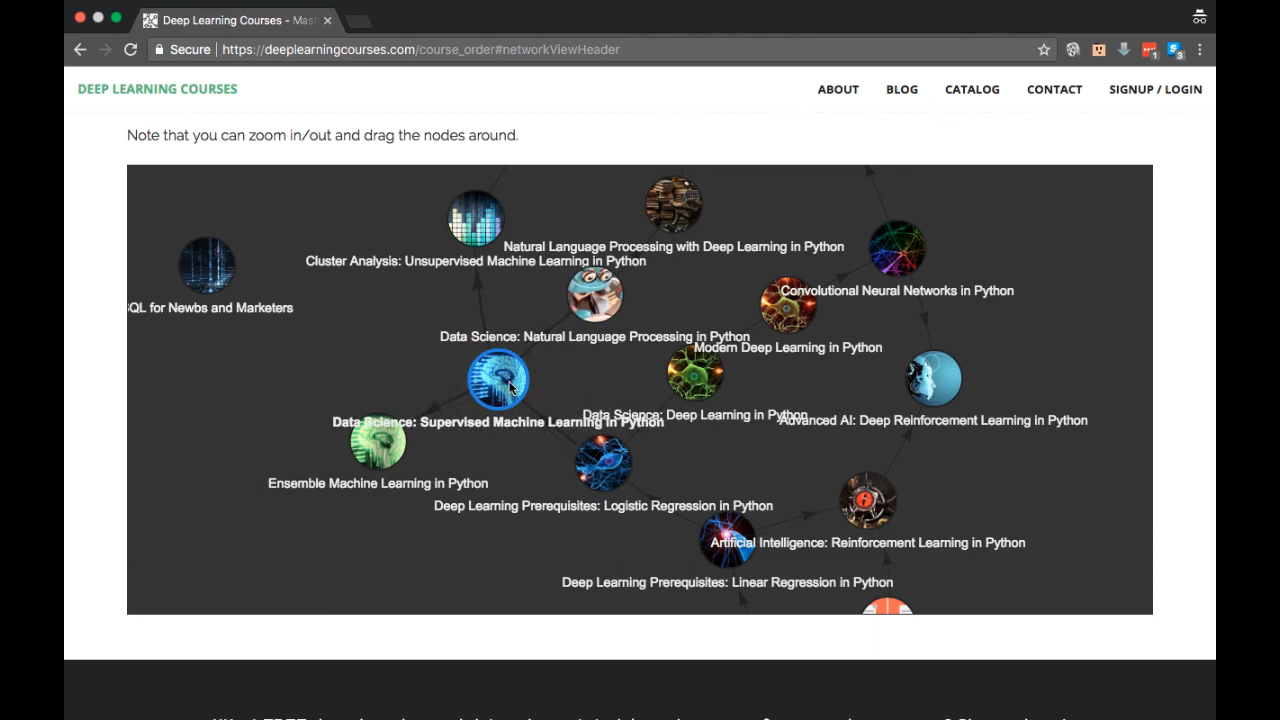 Deep Learning Courses - Mast
Secure https://deeplearningcourses.com/course_order#networkViewHeader
1
3
DEEP LEARNING COURSES
ABOUT BLOG CATALOG CONTACT SIGNUP / LOGIN
Note that you can zoom in/out and drag the nodes around.
Natural Language Processing with Deep Learning in Python
Cluster Analysis: Unsupervised Machine Learning in Python
Convolutional Neural Networks in Python
SQL for Newbs and Marketers
Data Science: Natural Language Processing in Python
Modern Deep Learning in Python
Data Science: Deep Learning in Python
Data Science: Supervised Machine Learning in Python
Advanced AI: Deep Reinforcement Learning in Python
Ensemble Machine Learning in Python
Deep Learning Prerequisites: Logistic Regression in Python
Artificial Intelligence: Reinforcement Learning in Python
Deep Learning Prerequisites: Linear Regression in Python